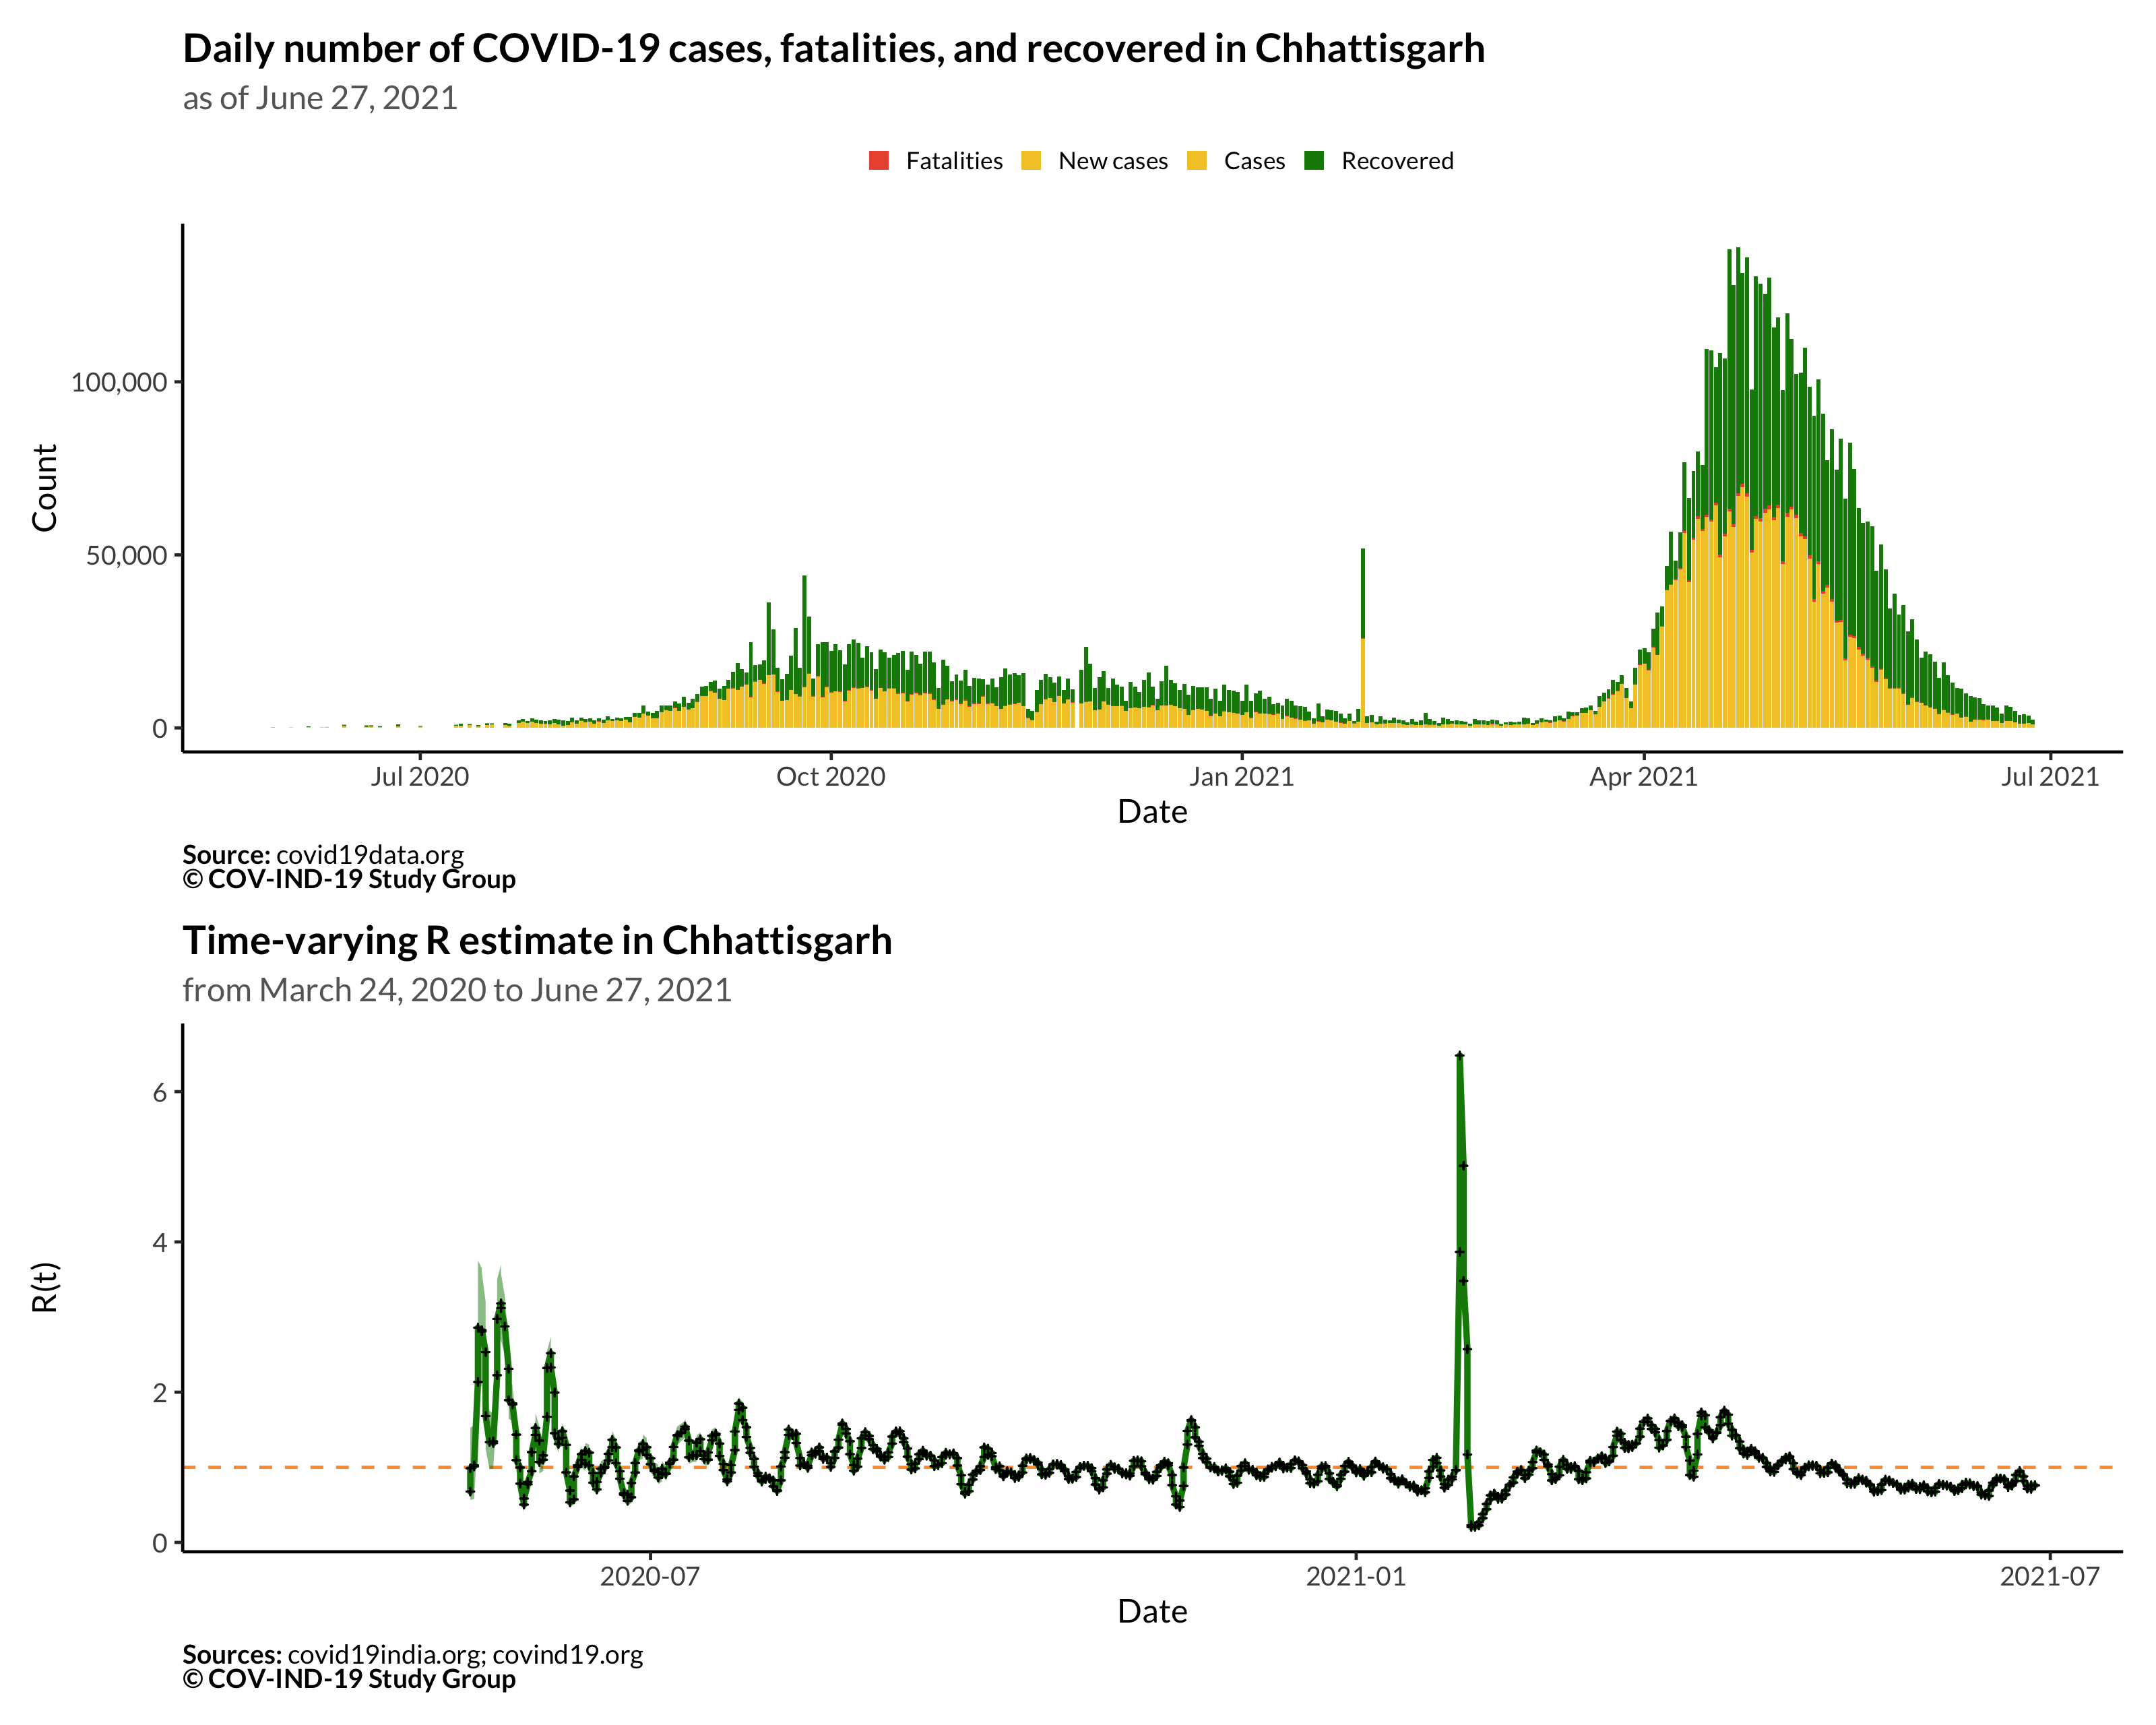 Daily number of COVID-19 cases, fatalities, and recovered in Chhattisgarh
as of June 27, 2021
Fatalities New cases Cases Recovered
Count
100,000
50,000
0
Jul 2020 Oct 2020 Jan 2021 Apr 2021 Jul 2021
Date
Source: covid19data.org
© COV-IND-19 Study Group
Time-varying R estimate in Chhattisgarh
from March 24, 2020 to June 27, 2021
R(t)
6
4
2
0
2020-07 2021-01 2021-07
Date
Sources: covid19india.org; covind19.org
© COV-IND-19 Study Group